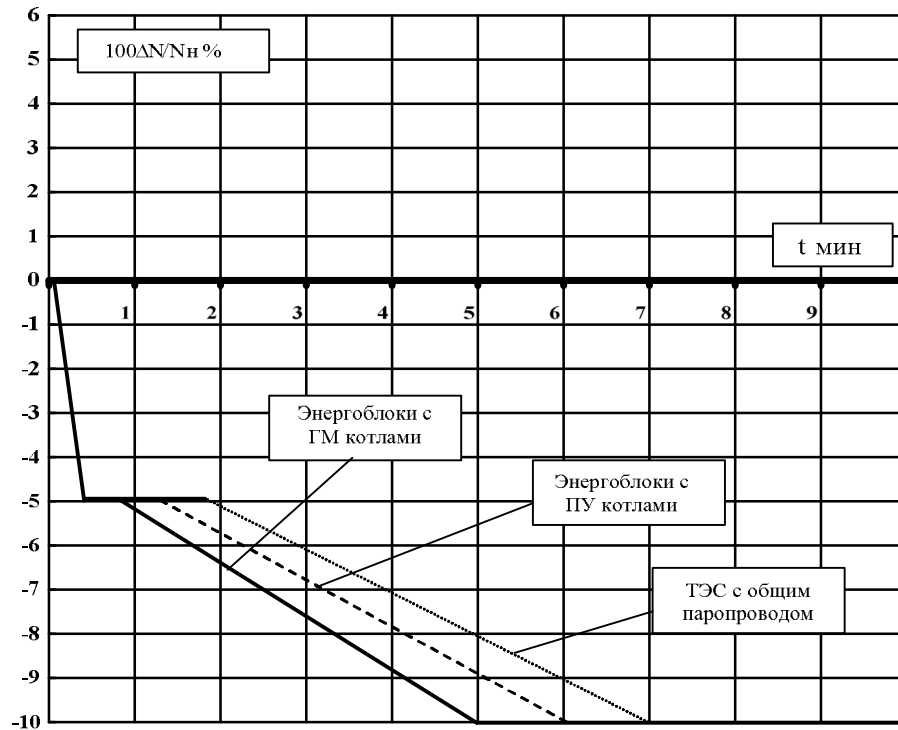 6
100ΔN/Nн %
5
4
3
2
1
t мин
0
1 2 3 4 5 6 7 8 9
-1
-2
-3
Энергоблоки с
ГМ котлами
-4
Энергоблоки с
ПУ котлами
-5
-6
-7
ТЭС с общим
паропроводом
-8
-9
-10